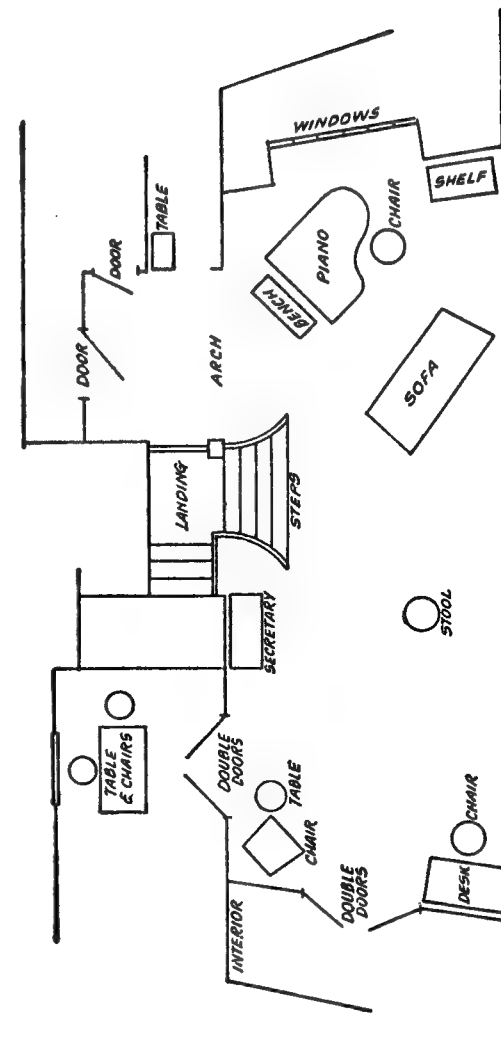 WINDOWS
SHELF
CHAIR
PIANO
BENCH
TABLE
DOOR
DOOR
ARCH
SOFA
LANDING
STEPS
SECRETARY
STOOL
TABLE
& CHAIRS
DOUBLE
DOORS
TABLE
CHAIR
CHAIR
DESK
DOUBLE
DOORS
INTERIOR